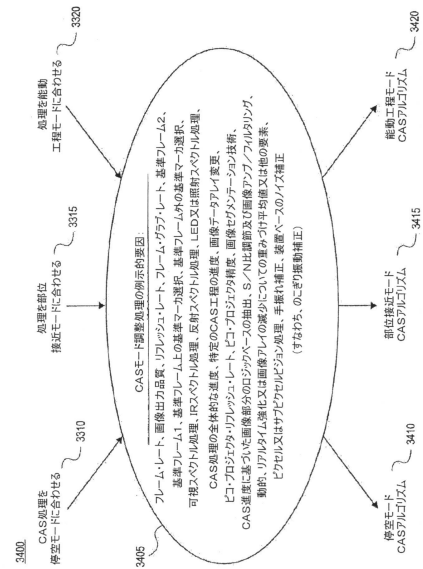 3400
CAS処理を
停空モードに合わせる
3310
処理を部位
接近モードに合わせる
3315
処理を能動
工程モードに合わせる
3320
3405
CASモード調整処理の例示的要因:
フレーム・レート、画像出力品質、リフレッシュ・レート、フレーム・グラブ・レート、基準フレーム2、
基準フレーム1、基準フレーム上の基準マーカ選択、基準フレーム外の基準マーカ選択、
可視スペクトル処理、IRスペクトル処理、反射スペクトル処理、LED又は照射スペクトル処理、
CAS処理の全体的な進度、特定のCAS工程の進度、画像データアレイ変更、
ピコ・プロジェクタ・リフレッシュ・レート、ピコ・プロジェクタ精度、画像セグメンテーション技術、
CAS進度に基づいた画像部分のロジックベースの抽出、S/N比調節及び画像アンプ/フィルタリング、
動的、リアルタイム強化又は画像アレイの減少についての重みづけ平均値又は他の要素、
ピクセル又はサブピクセルビジョン処理、手振れ補正、装置ベースのノイズ補正
(すなわち、のこぎり振動補正)
停空モード
CASアルゴリズム
3410
部位接近モード
CASアルゴリズム
3415
能動工程モード
CASアルゴリズム
3420